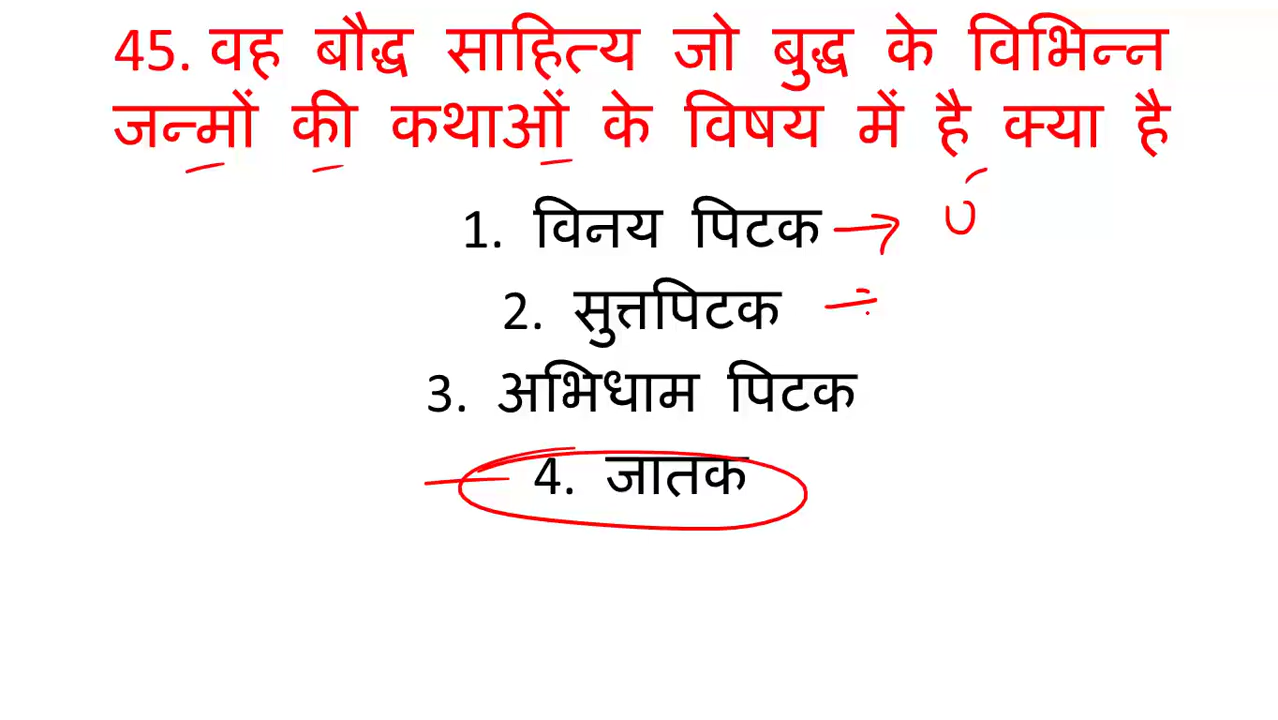 45. वह बौद्ध साहित्य जो बुद्ध के विभिन्न
जन्मों की कथाओं के विषय में है क्या है
1. विनय पिटक
2. सुत्तपिटक
3. अभिधाम पिटक
4. जातक